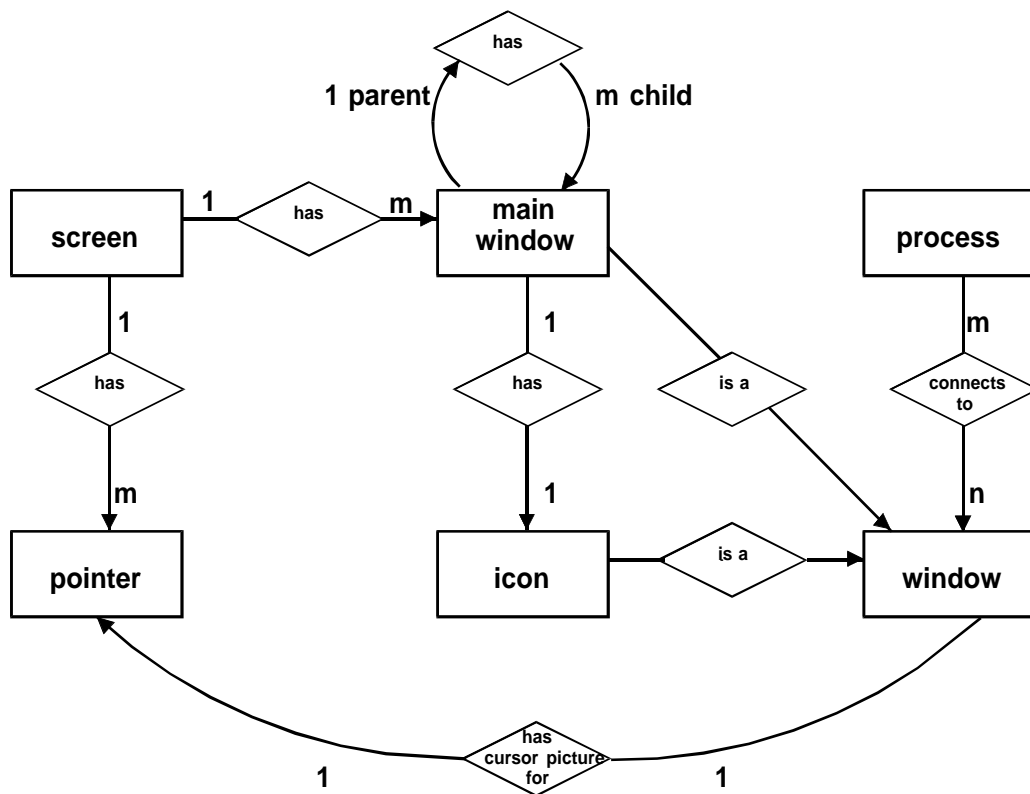 has
1 parent
m child
screen
1
has
m
main
window
process
1
has
m
1
has
1
is a
m
connects
to
n
pointer
icon
is a
window
1
has
cursor picture
for
1